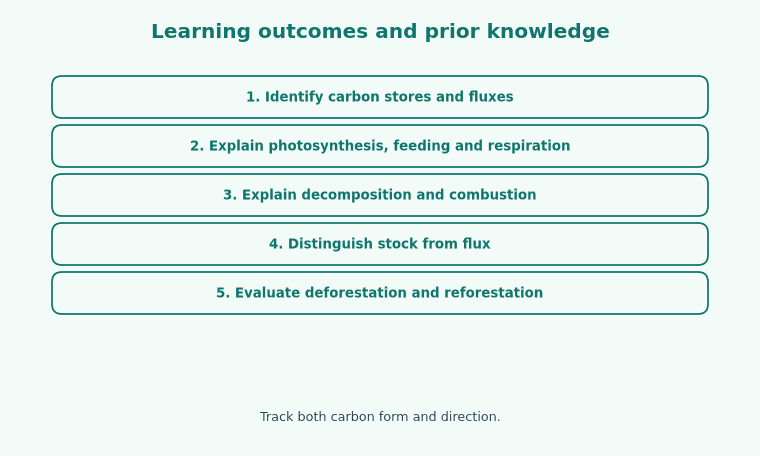 Learning outcomes and prior knowledge
1. Identify carbon stores and fluxes
2. Explain photosynthesis, feeding and respiration
3. Explain decomposition and combustion
4. Distinguish stock from flux
5. Evaluate deforestation and reforestation
Track both carbon form and direction.